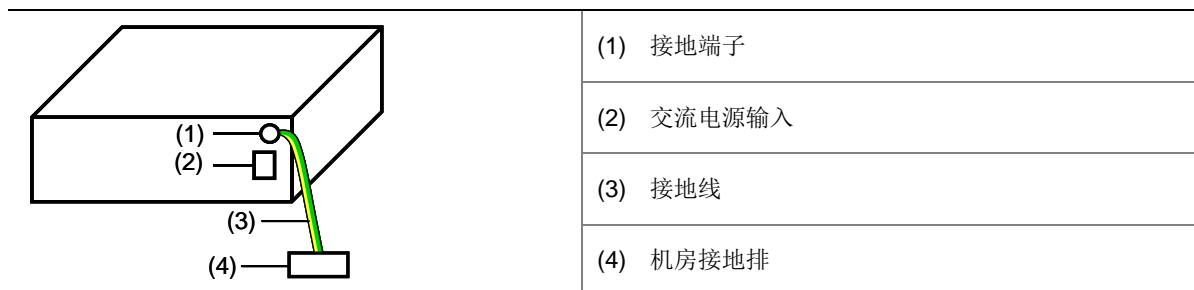 (1)
(2)
(3)
(4)
(1) 接地端子
(2) 交流电源输入
(3) 接地线
(4) 机房接地排